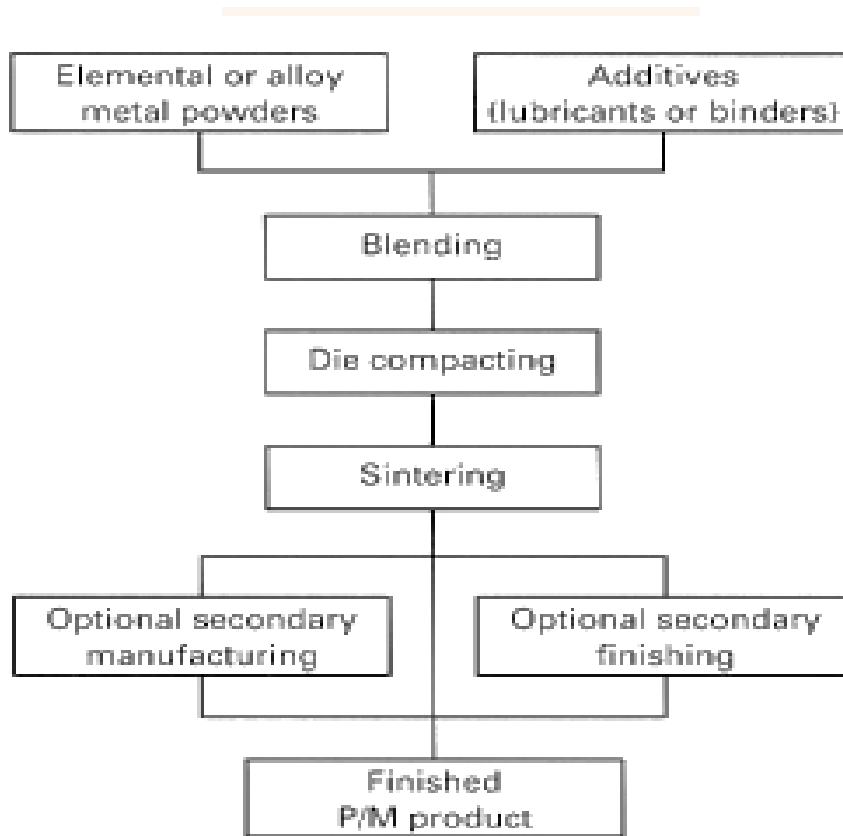 Elemental or alloy
metal powders
Additives
(lubricants or binders)
Blending
Die compacting
Sintering
Optional secondary
manufacturing
Optional secondary
finishing
Finished
P/M product